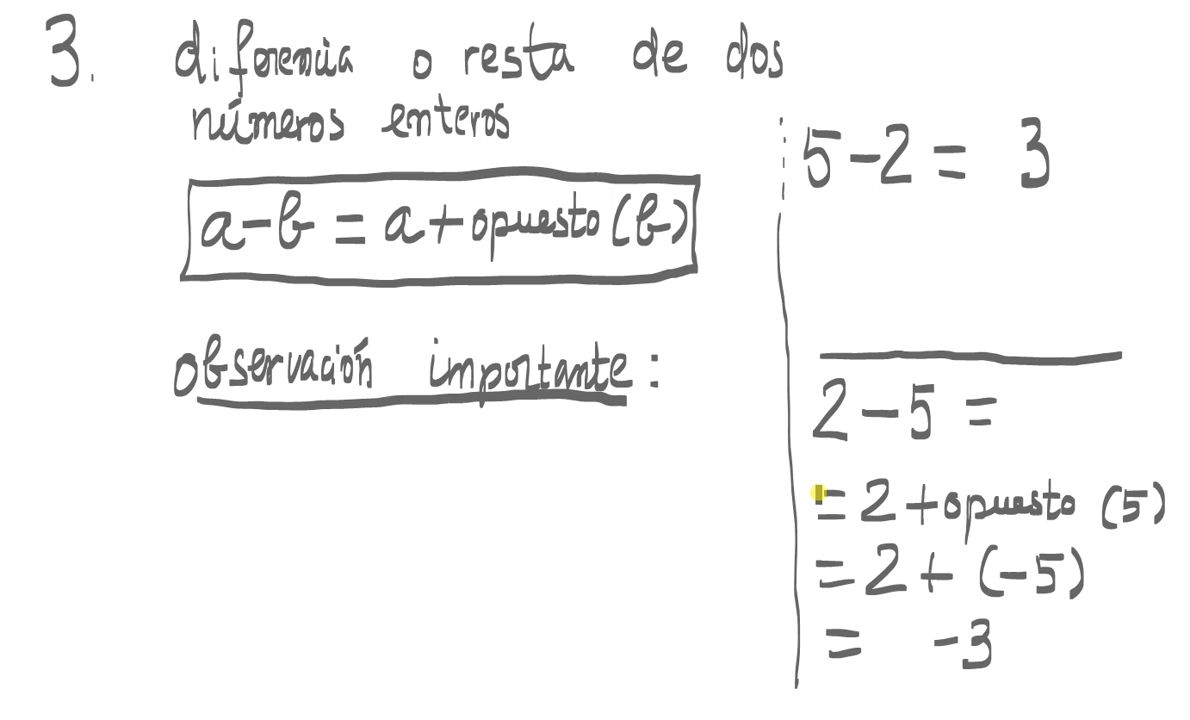 3. diferencia o resta de dos
números enteros
a-b = a + opuesto (b)
observación importante:
5-2 = 3
2-5 =
= 2 + opuesto (5)
= 2 + (-5)
= -3